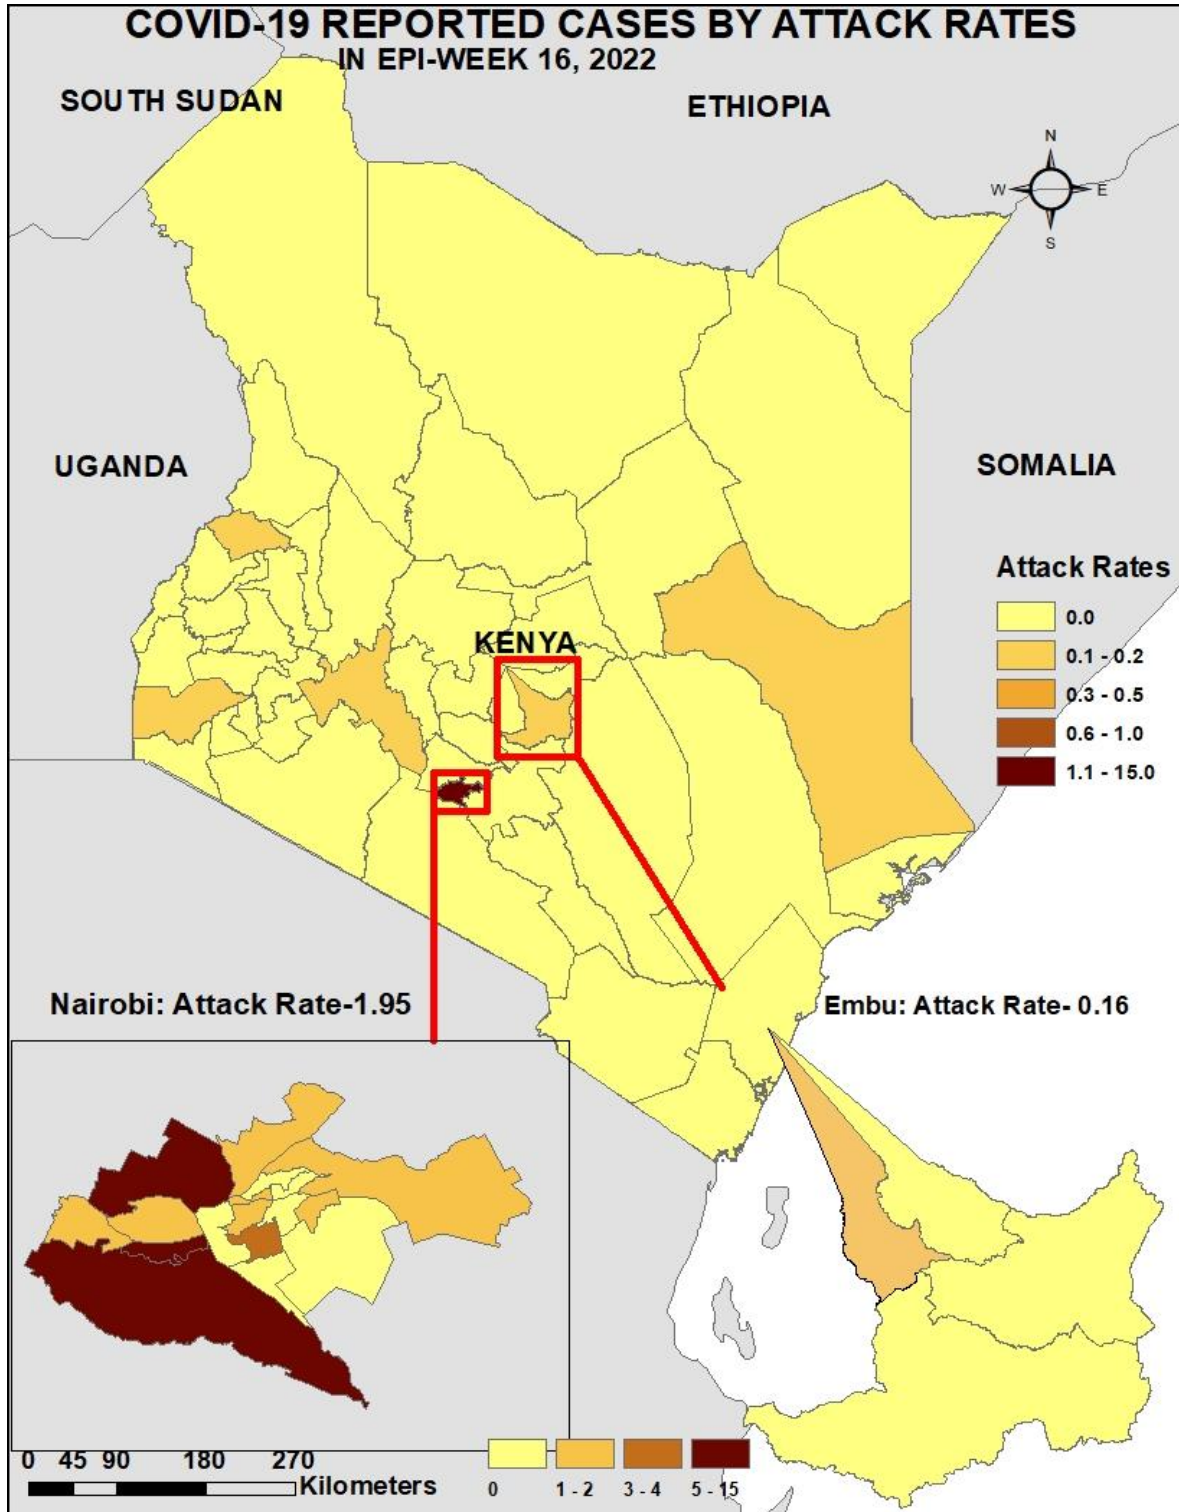 COVID-19 REPORTED CASES BY ATTACK RATES
IN EPI-WEEK 16, 2022
SOUTH SUDAN
ETHIOPIA
N
W E
S
UGANDA
SOMALIA
Attack Rates
0.0
0.1 - 0.2
0.3 - 0.5
0.6 - 1.0
1.1 - 15.0
KENYA
Nairobi: Attack Rate-1.95
Embu: Attack Rate- 0.16
0 45 90 180 270
Kilometers
0 1 - 2 3 - 4 5 - 15